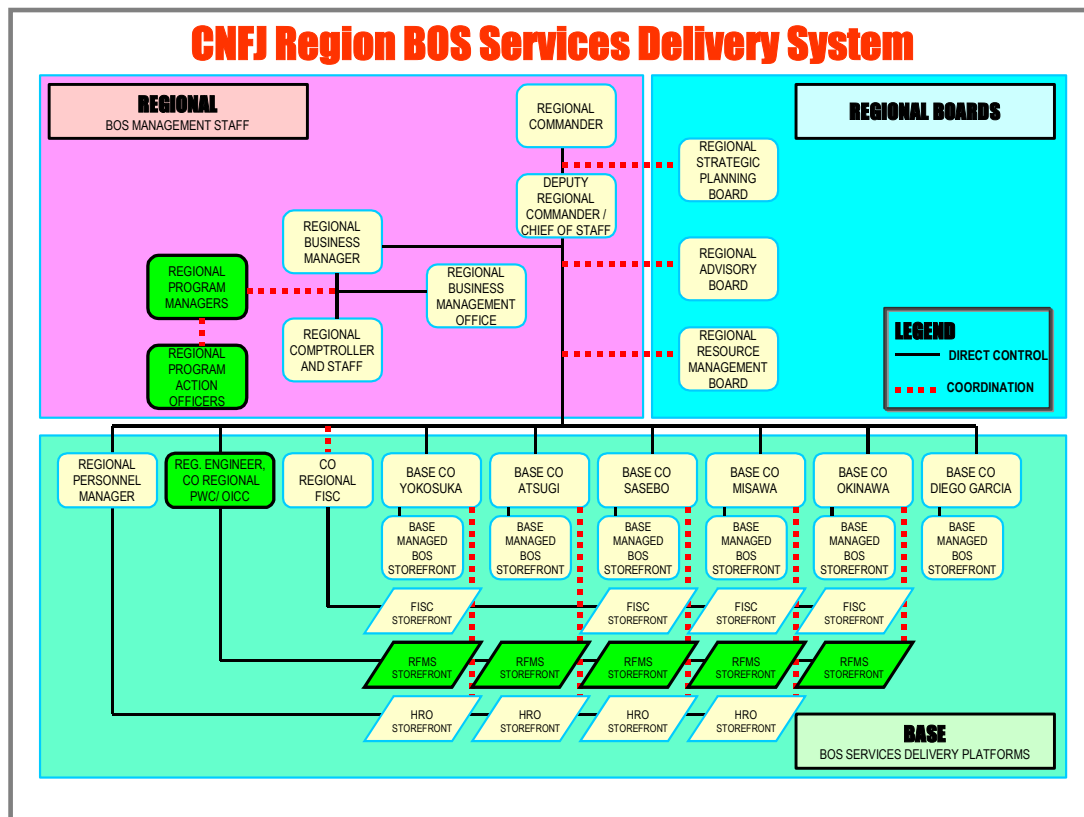 CNFJ Region BOS Services Delivery System
REGIONAL
BOS MANAGEMENT STAFF
REGIONAL
COMMANDER
REGIONAL BOARDS
REGIONAL
STRATEGIC
PLANNING
BOARD
DEPUTY
REGIONAL
COMMANDER /
CHIEF OF STAFF
REGIONAL
BUSINESS
MANAGER
REGIONAL
ADVISORY
BOARD
REGIONAL
PROGRAM
MANAGERS
REGIONAL BUSINESS
MANAGEMENT
OFFICE
REGIONAL
COMPTROLLER
AND STAFF
REGIONAL
RESOURCE
MANAGEMENT
BOARD
REGIONAL
PROGRAM
ACTION
OFFICERS
LEGEND
DIRECT CONTROL
COORDINATION
REGIONAL
PERSONNEL
MANAGER
REG. ENGINEER,
CO REGIONAL
PWC/ OICC
CO
REGIONAL
FISC
BASE CO
YOKOSUKA
BASE CO
ATSUGI
BASE CO
SASEBO
BASE CO
MISAWA
BASE CO
OKINAWA
BASE CO
DIEGO GARCIA
BASE
MANAGED
BOS
STOREFRONT
BASE
MANAGED
BOS
STOREFRONT
BASE
MANAGED
BOS
STOREFRONT
BASE
MANAGED
BOS
STOREFRONT
BASE
MANAGED
BOS
STOREFRONT
BASE
MANAGED
BOS
STOREFRONT
FISC
STOREFRONT
FISC
STOREFRONT
FISC
STOREFRONT
FISC
STOREFRONT
RFMS
STOREFRONT
RFMS
STOREFRONT
RFMS
STOREFRONT
RFMS
STOREFRONT
RFMS
STOREFRONT
HRO
STOREFRONT
HRO
STOREFRONT
HRO
STOREFRONT
HRO
STOREFRONT
BASE
BOS SERVICES DELIVERY PLATFORMS